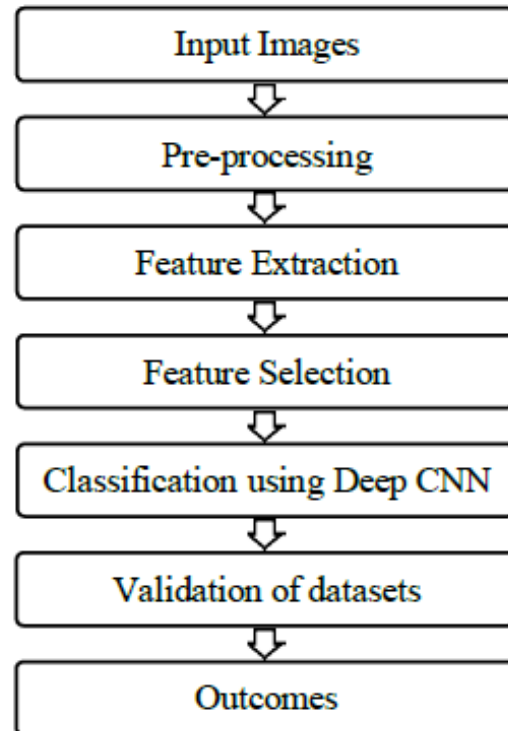 Input Images
Pre-processing
Feature Extraction
Feature Selection
Classification using Deep CNN
Validation of datasets
Outcomes